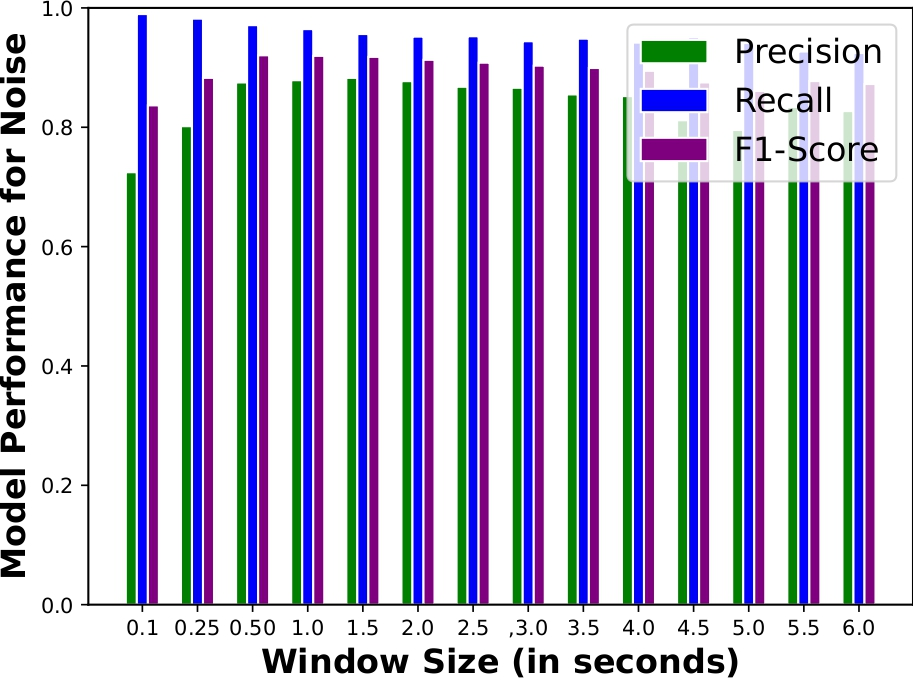 Model Performance for Noise
1.0
0.8
0.6
0.4
0.2
0.0
Precision
Recall
F1-Score
0.1 0.25 0.50 1.0 1.5 2.0 2.5 ,3.0 3.5 4.0 4.5 5.0 5.5 6.0
Window Size (in seconds)